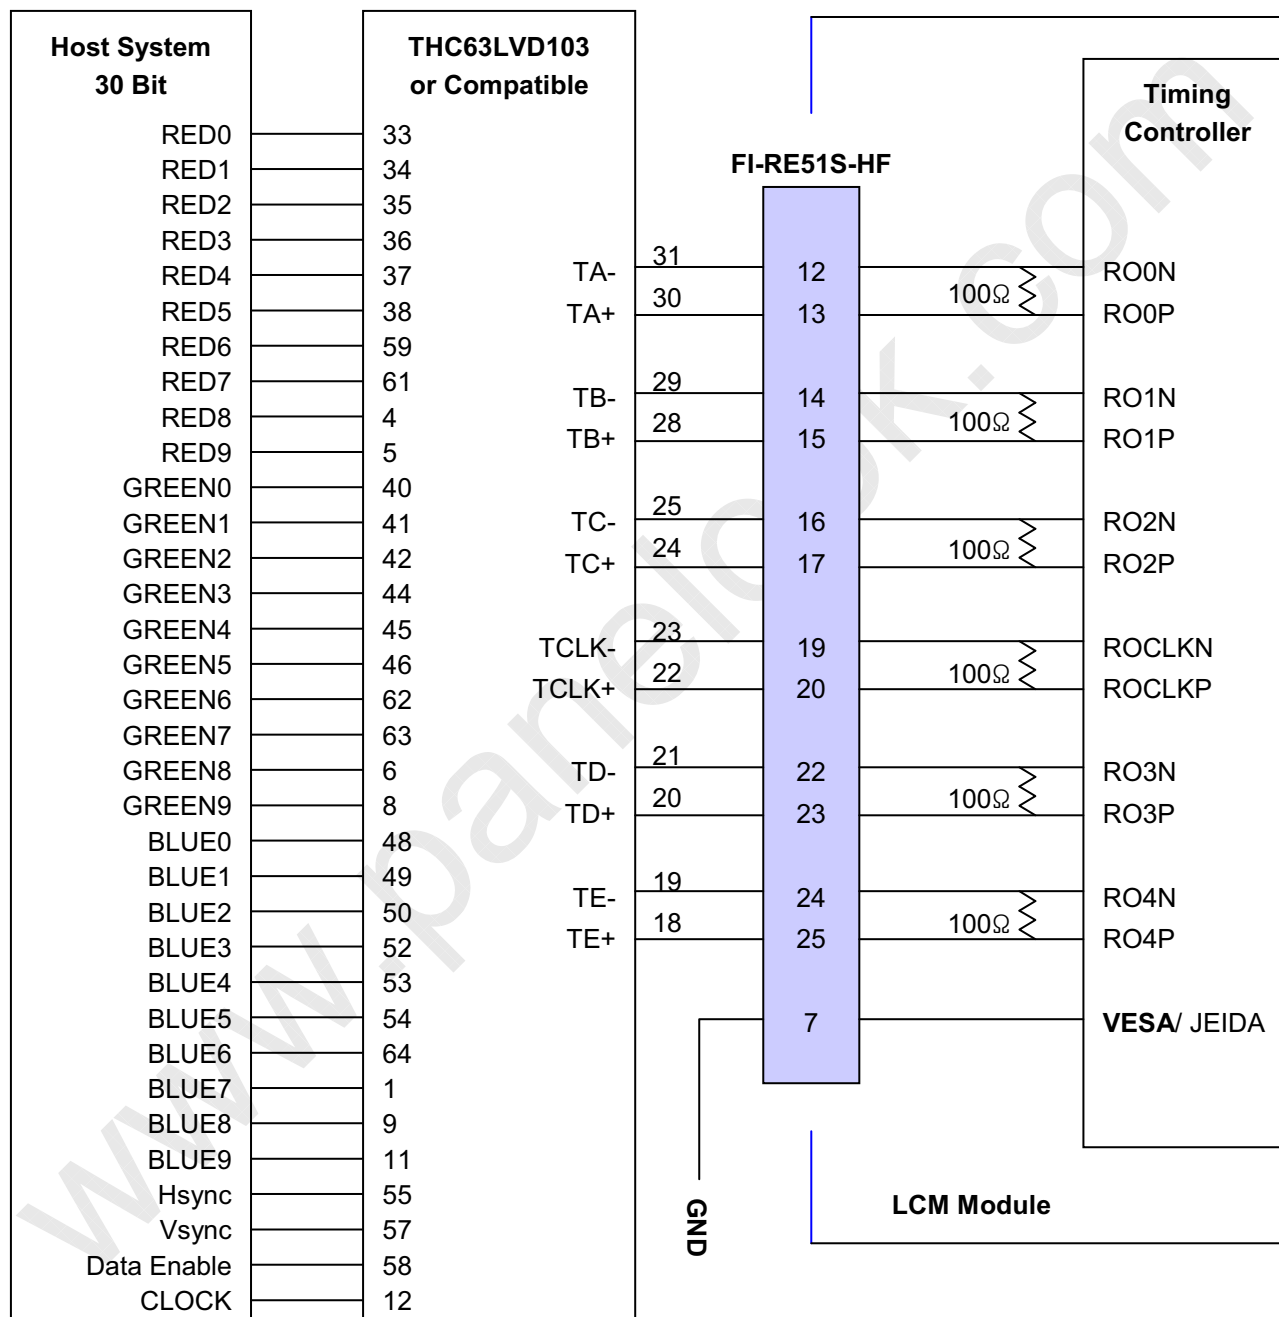 Host System
30 Bit
THC63LVD103
or Compatible
Timing
Controller
FI-RE51S-HF
RED0 33
RED1 34
RED2 35
RED3 36
RED4 37
RED5 38
RED6 59
RED7 61
RED8 4
RED9 5
GREEN0 40
GREEN1 41
GREEN2 42
GREEN3 44
GREEN4 45
GREEN5 46
GREEN6 62
GREEN7 63
GREEN8 6
GREEN9 8
BLUE0 48
BLUE1 49
BLUE2 50
BLUE3 52
BLUE4 53
BLUE5 54
BLUE6 64
BLUE7 1
BLUE8 9
BLUE9 11
Hsync 55
Vsync 57
Data Enable 58
CLOCK 12
TA- 31 12 RO0N
100Ω
TA+ 30 13 RO0P
TB- 29 14 RO1N
100Ω
TB+ 28 15 RO1P
TC- 25 16 RO2N
100Ω
TC+ 24 17 RO2P
TCLK- 23 19 ROCLKN
100Ω
TCLK+ 22 20 ROCLKP
TD- 21 22 RO3N
100Ω
TD+ 20 23 RO3P
TE- 19 24 RO4N
100Ω
TE+ 18 25 RO4P
7 VESA/ JEIDA
GND
LCM Module
www.panelook.com